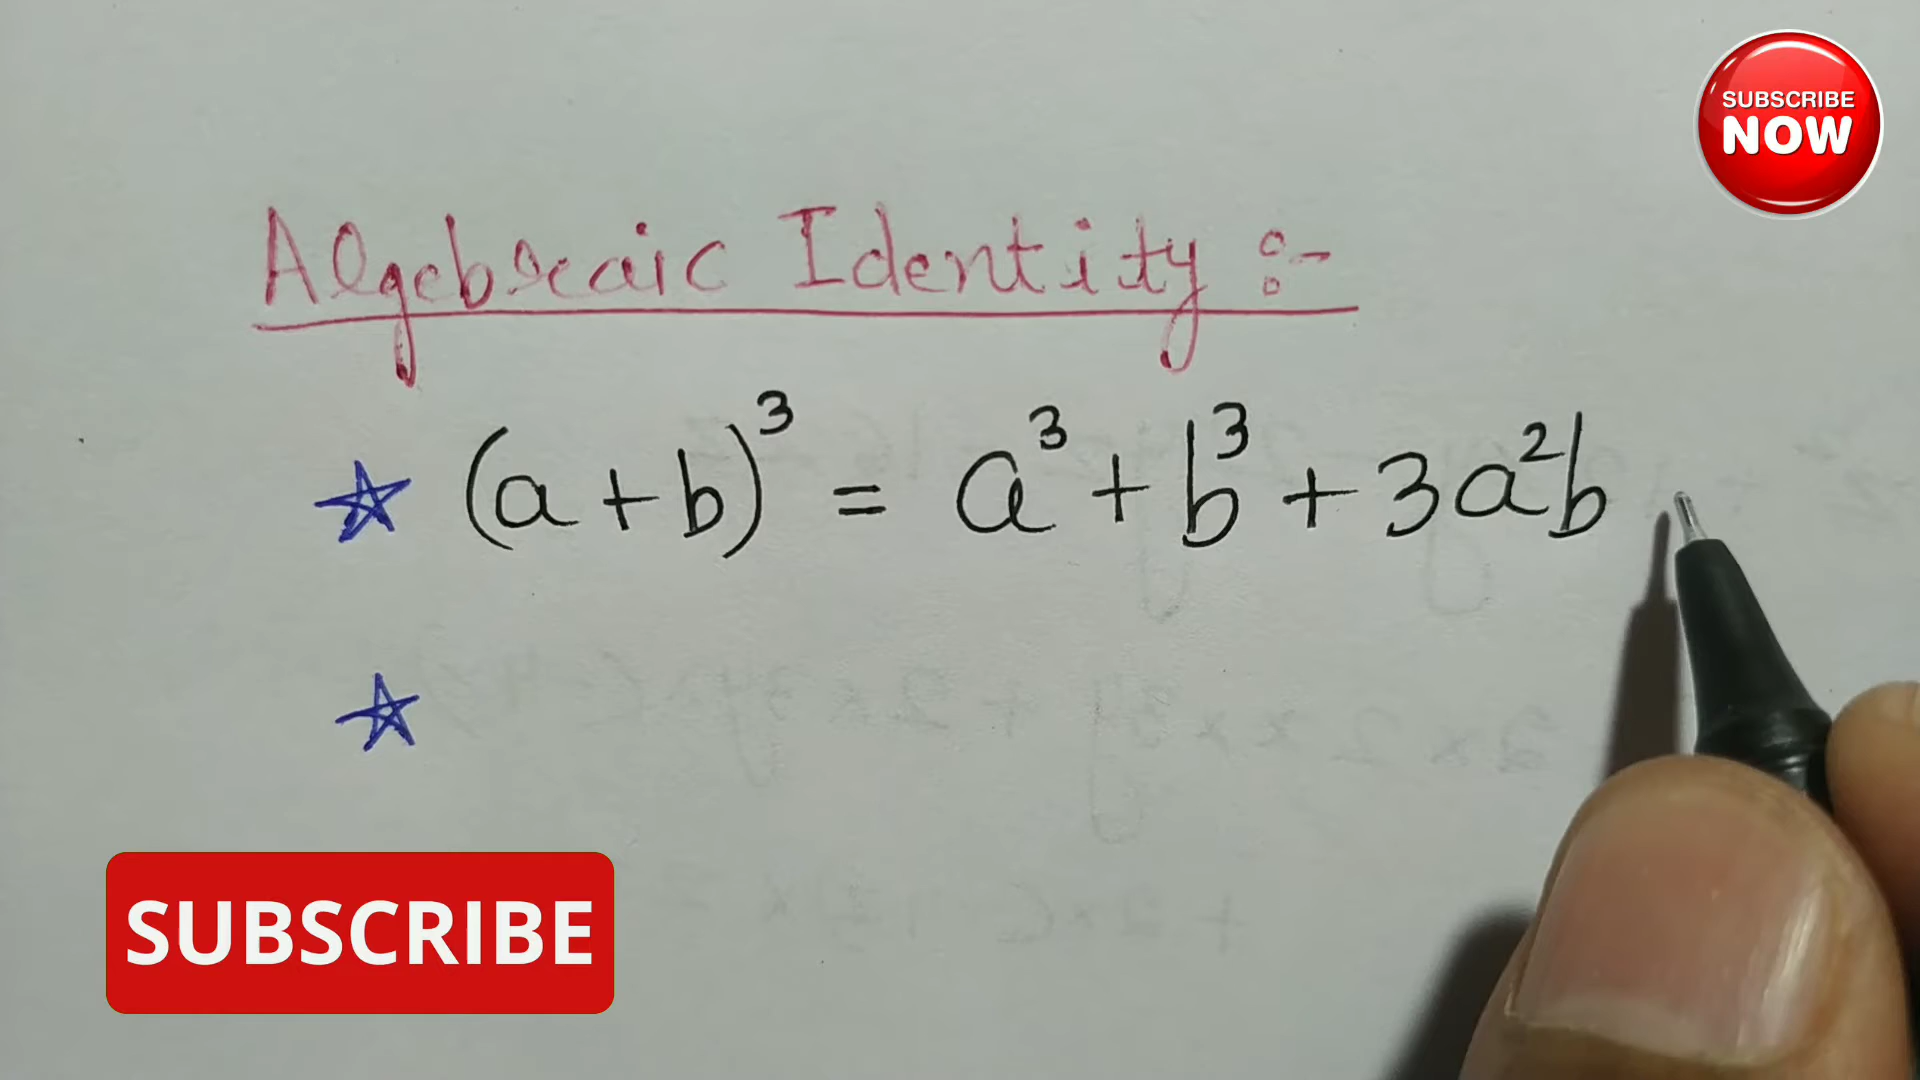 SUBSCRIBE
NOW
Algebraic Identity :-
(a + b)³ = a³ + b³ + 3a²b
SUBSCRIBE